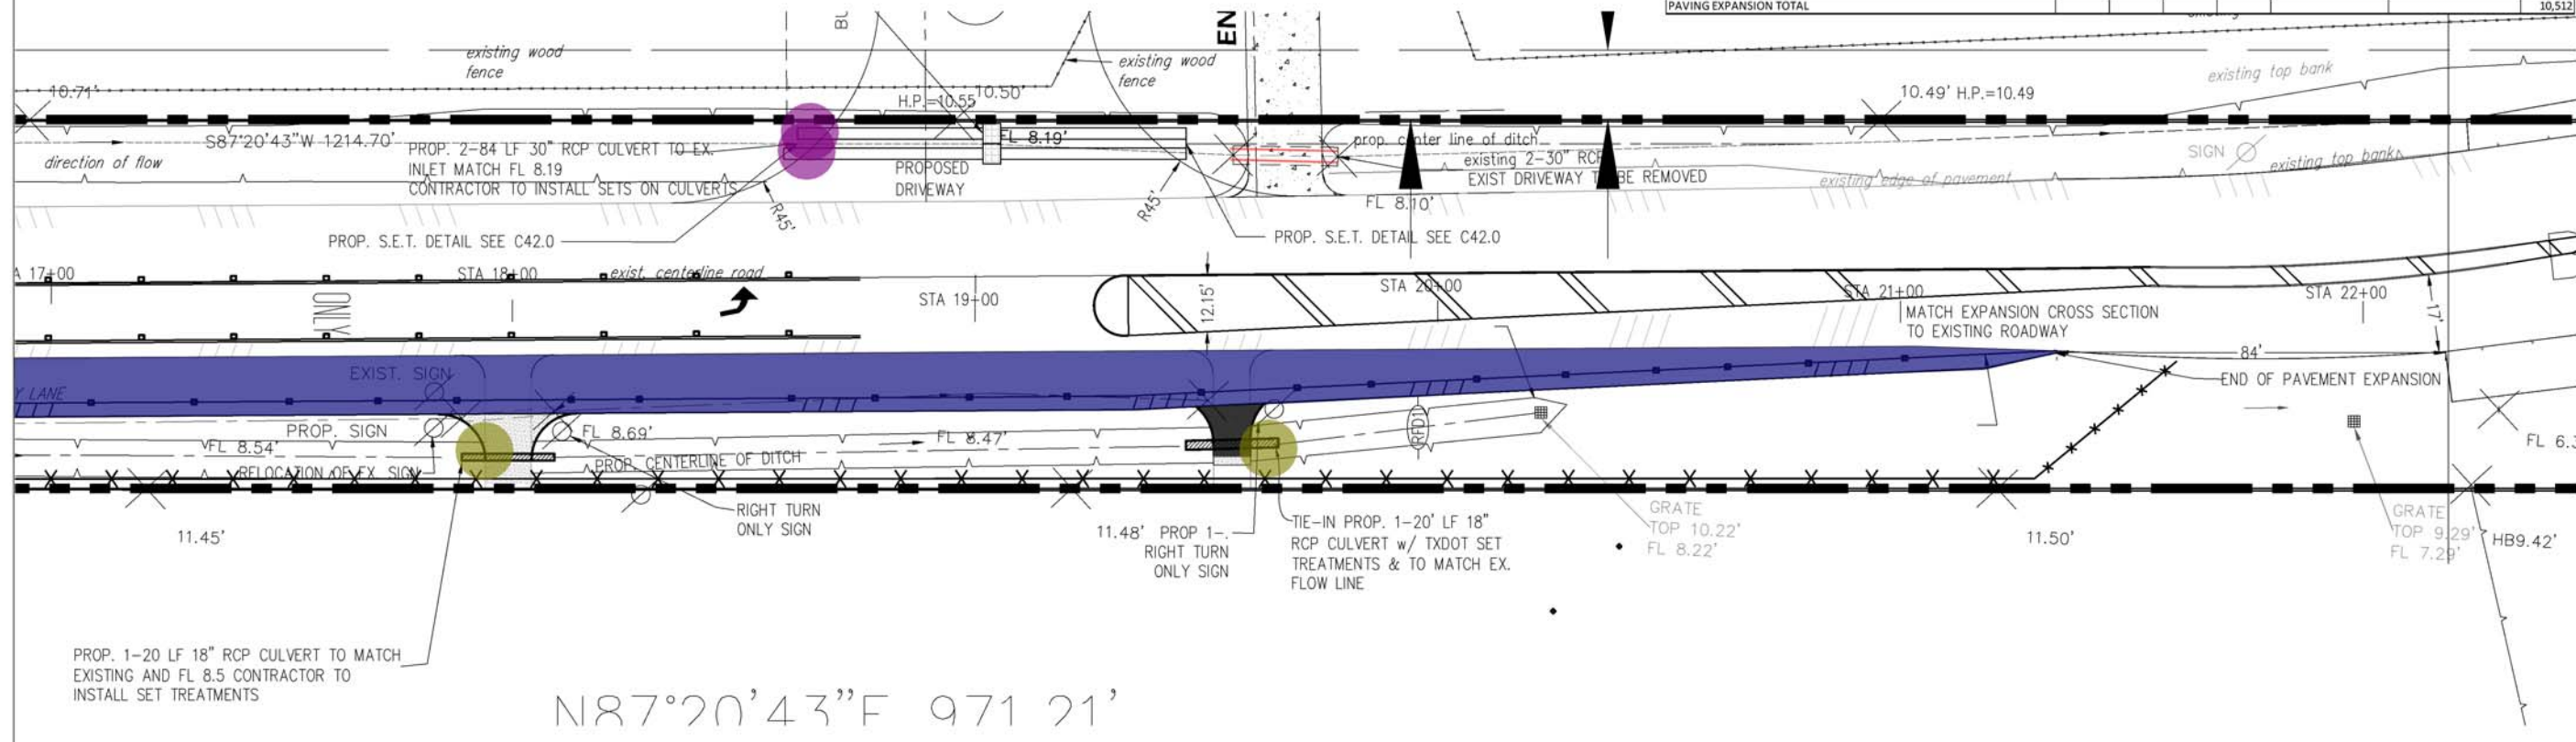 PAVING EXPANSION TOTAL
10,512
BU
EN
existing wood
fence
existing wood
fence
existing top bank
10.71'
H.P.=10.55
10.50'
10.49' H.P.=10.49
S87°20'43"W 1214.70'
direction of flow
PROP. 2-84 LF 30" RCP CULVERT TO EX.
INLET MATCH FL 8.19
CONTRACTOR TO INSTALL SETS ON CULVERTS
FL 8.19'
PROPOSED
DRIVEWAY
prop. center line of ditch
existing 2-30" RCP
EXIST DRIVEWAY TO BE REMOVED
SIGN
existing top bank
existing edge of pavement
R45'
R45'
FL 8.10'
PROP. S.E.T. DETAIL SEE C42.0
PROP. S.E.T. DETAIL SEE C42.0
A 17+00
STA 18+00
exist. centerline road
STA 19+00
STA 20+00
STA 21+00
STA 22+00
ONLY
12.15'
17'
MATCH EXPANSION CROSS SECTION
TO EXISTING ROADWAY
84'
END OF PAVEMENT EXPANSION
EXIST. SIGN
Y LANE
PROP. SIGN
FL 8.54'
FL 8.69'
FL 8.47'
RELOCATION OF EX. SIGN
PROP. CENTERLINE OF DITCH
FL 6.3
11.45'
RIGHT TURN
ONLY SIGN
11.48'
PROP 1-.
RIGHT TURN
ONLY SIGN
TIE-IN PROP. 1-20' LF 18"
RCP CULVERT w/ TXDOT SET
TREATMENTS & TO MATCH EX.
FLOW LINE
GRATE
TOP 10.22'
FL 8.22'
11.50'
GRATE
TOP 9.29'
FL 7.29'
HB9.42'
PROP. 1-20 LF 18" RCP CULVERT TO MATCH
EXISTING AND FL 8.5 CONTRACTOR TO
INSTALL SET TREATMENTS
N87°20'43"E 971.21'